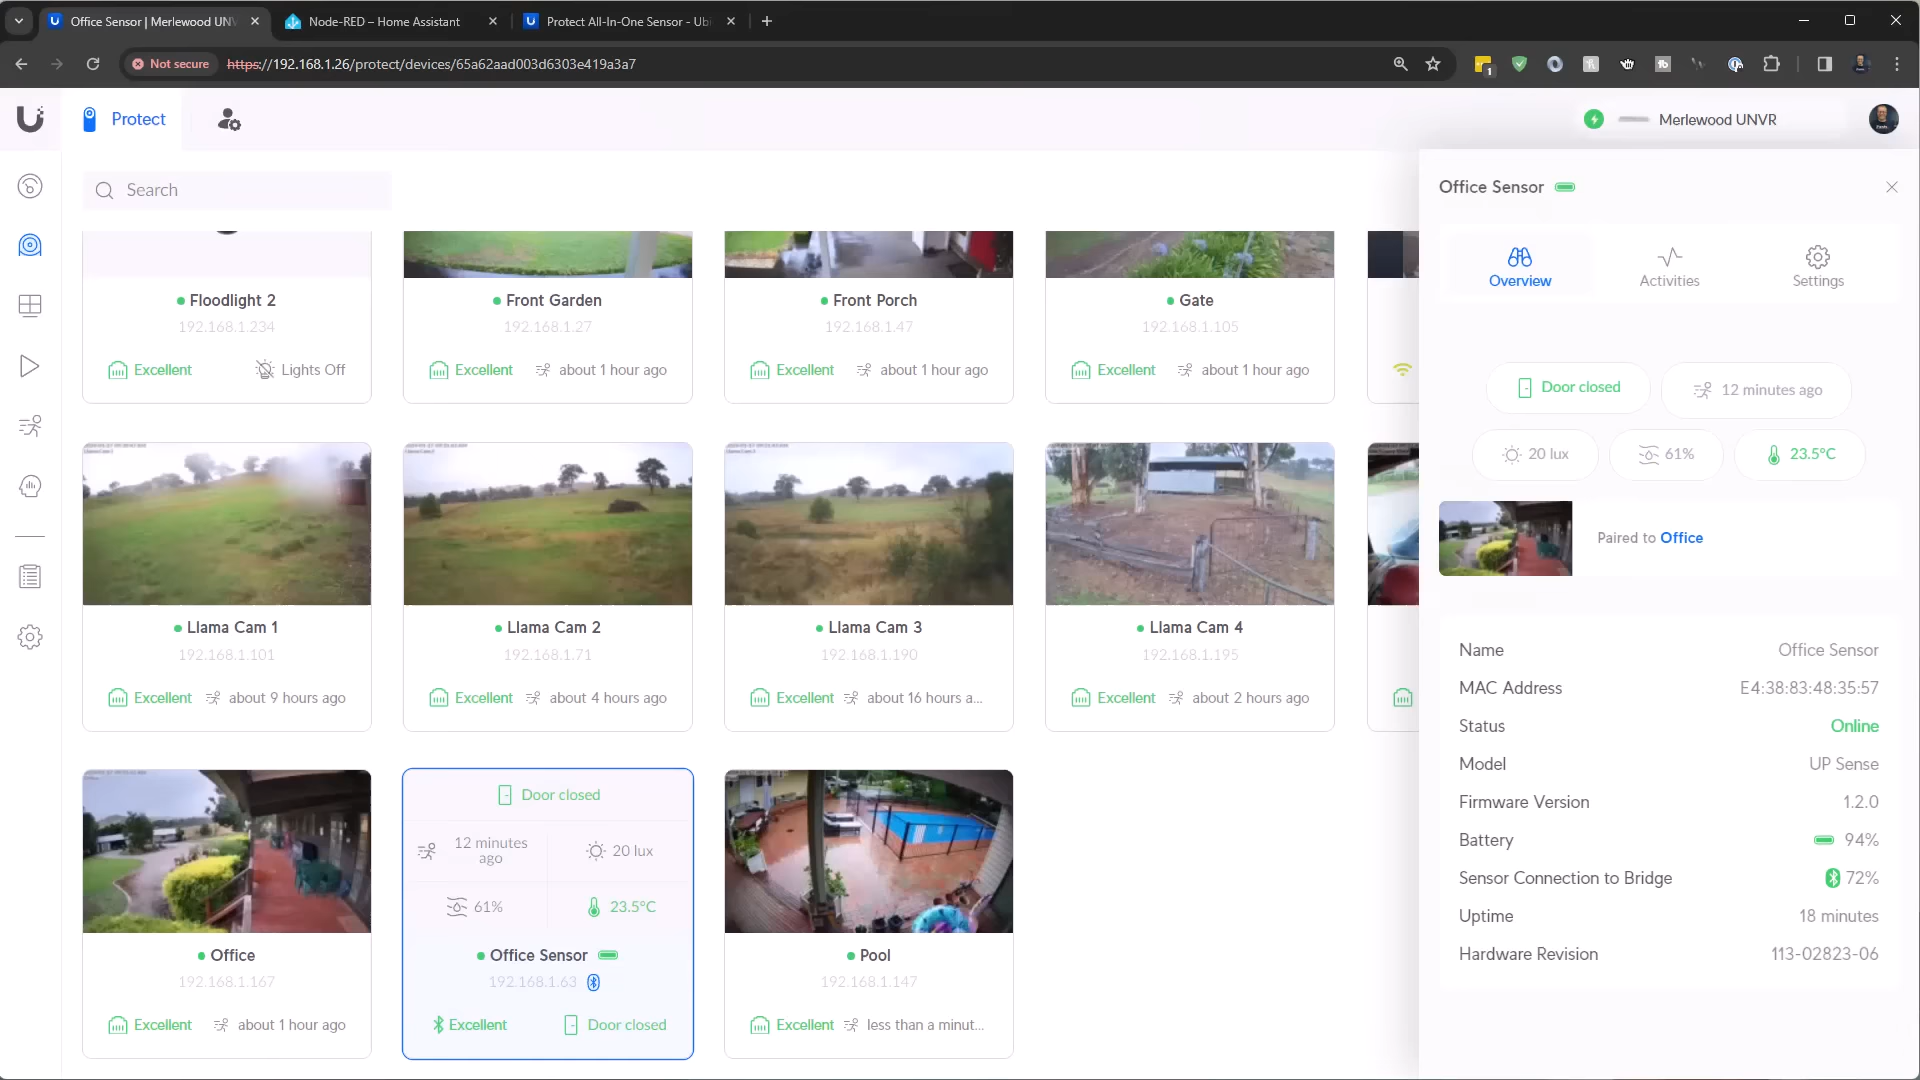 Office Sensor | Merlewood UNV
Node-RED – Home Assistant
Protect All-In-One Sensor - Ubi
Not secure
https://192.168.1.26/protect/devices/65a62aad003d6303e419a3a7
1
Protect
Merlewood UNVR
Search
Floodlight 2
192.168.1.234
Excellent
Lights Off
Front Garden
192.168.1.27
Excellent
about 1 hour ago
Front Porch
192.168.1.47
Excellent
about 1 hour ago
Gate
192.168.1.105
Excellent
about 1 hour ago
Llama Cam 1
192.168.1.101
Excellent
about 9 hours ago
Llama Cam 2
192.168.1.71
Excellent
about 4 hours ago
Llama Cam 3
192.168.1.190
Excellent
about 16 hours a...
Llama Cam 4
192.168.1.195
Excellent
about 2 hours ago
Office
192.168.1.167
Excellent
about 1 hour ago
Door closed
12 minutes
ago
20 lux
61%
23.5°C
Office Sensor
192.168.1.63
Excellent
Door closed
Pool
192.168.1.147
Excellent
less than a minut...
Office Sensor
Overview
Activities
Settings
Door closed
12 minutes ago
20 lux
61%
23.5°C
Paired to Office
Name
Office Sensor
MAC Address
E4:38:83:48:35:57
Status
Online
Model
UP Sense
Firmware Version
1.2.0
Battery
94%
Sensor Connection to Bridge
72%
Uptime
18 minutes
Hardware Revision
113-02823-06